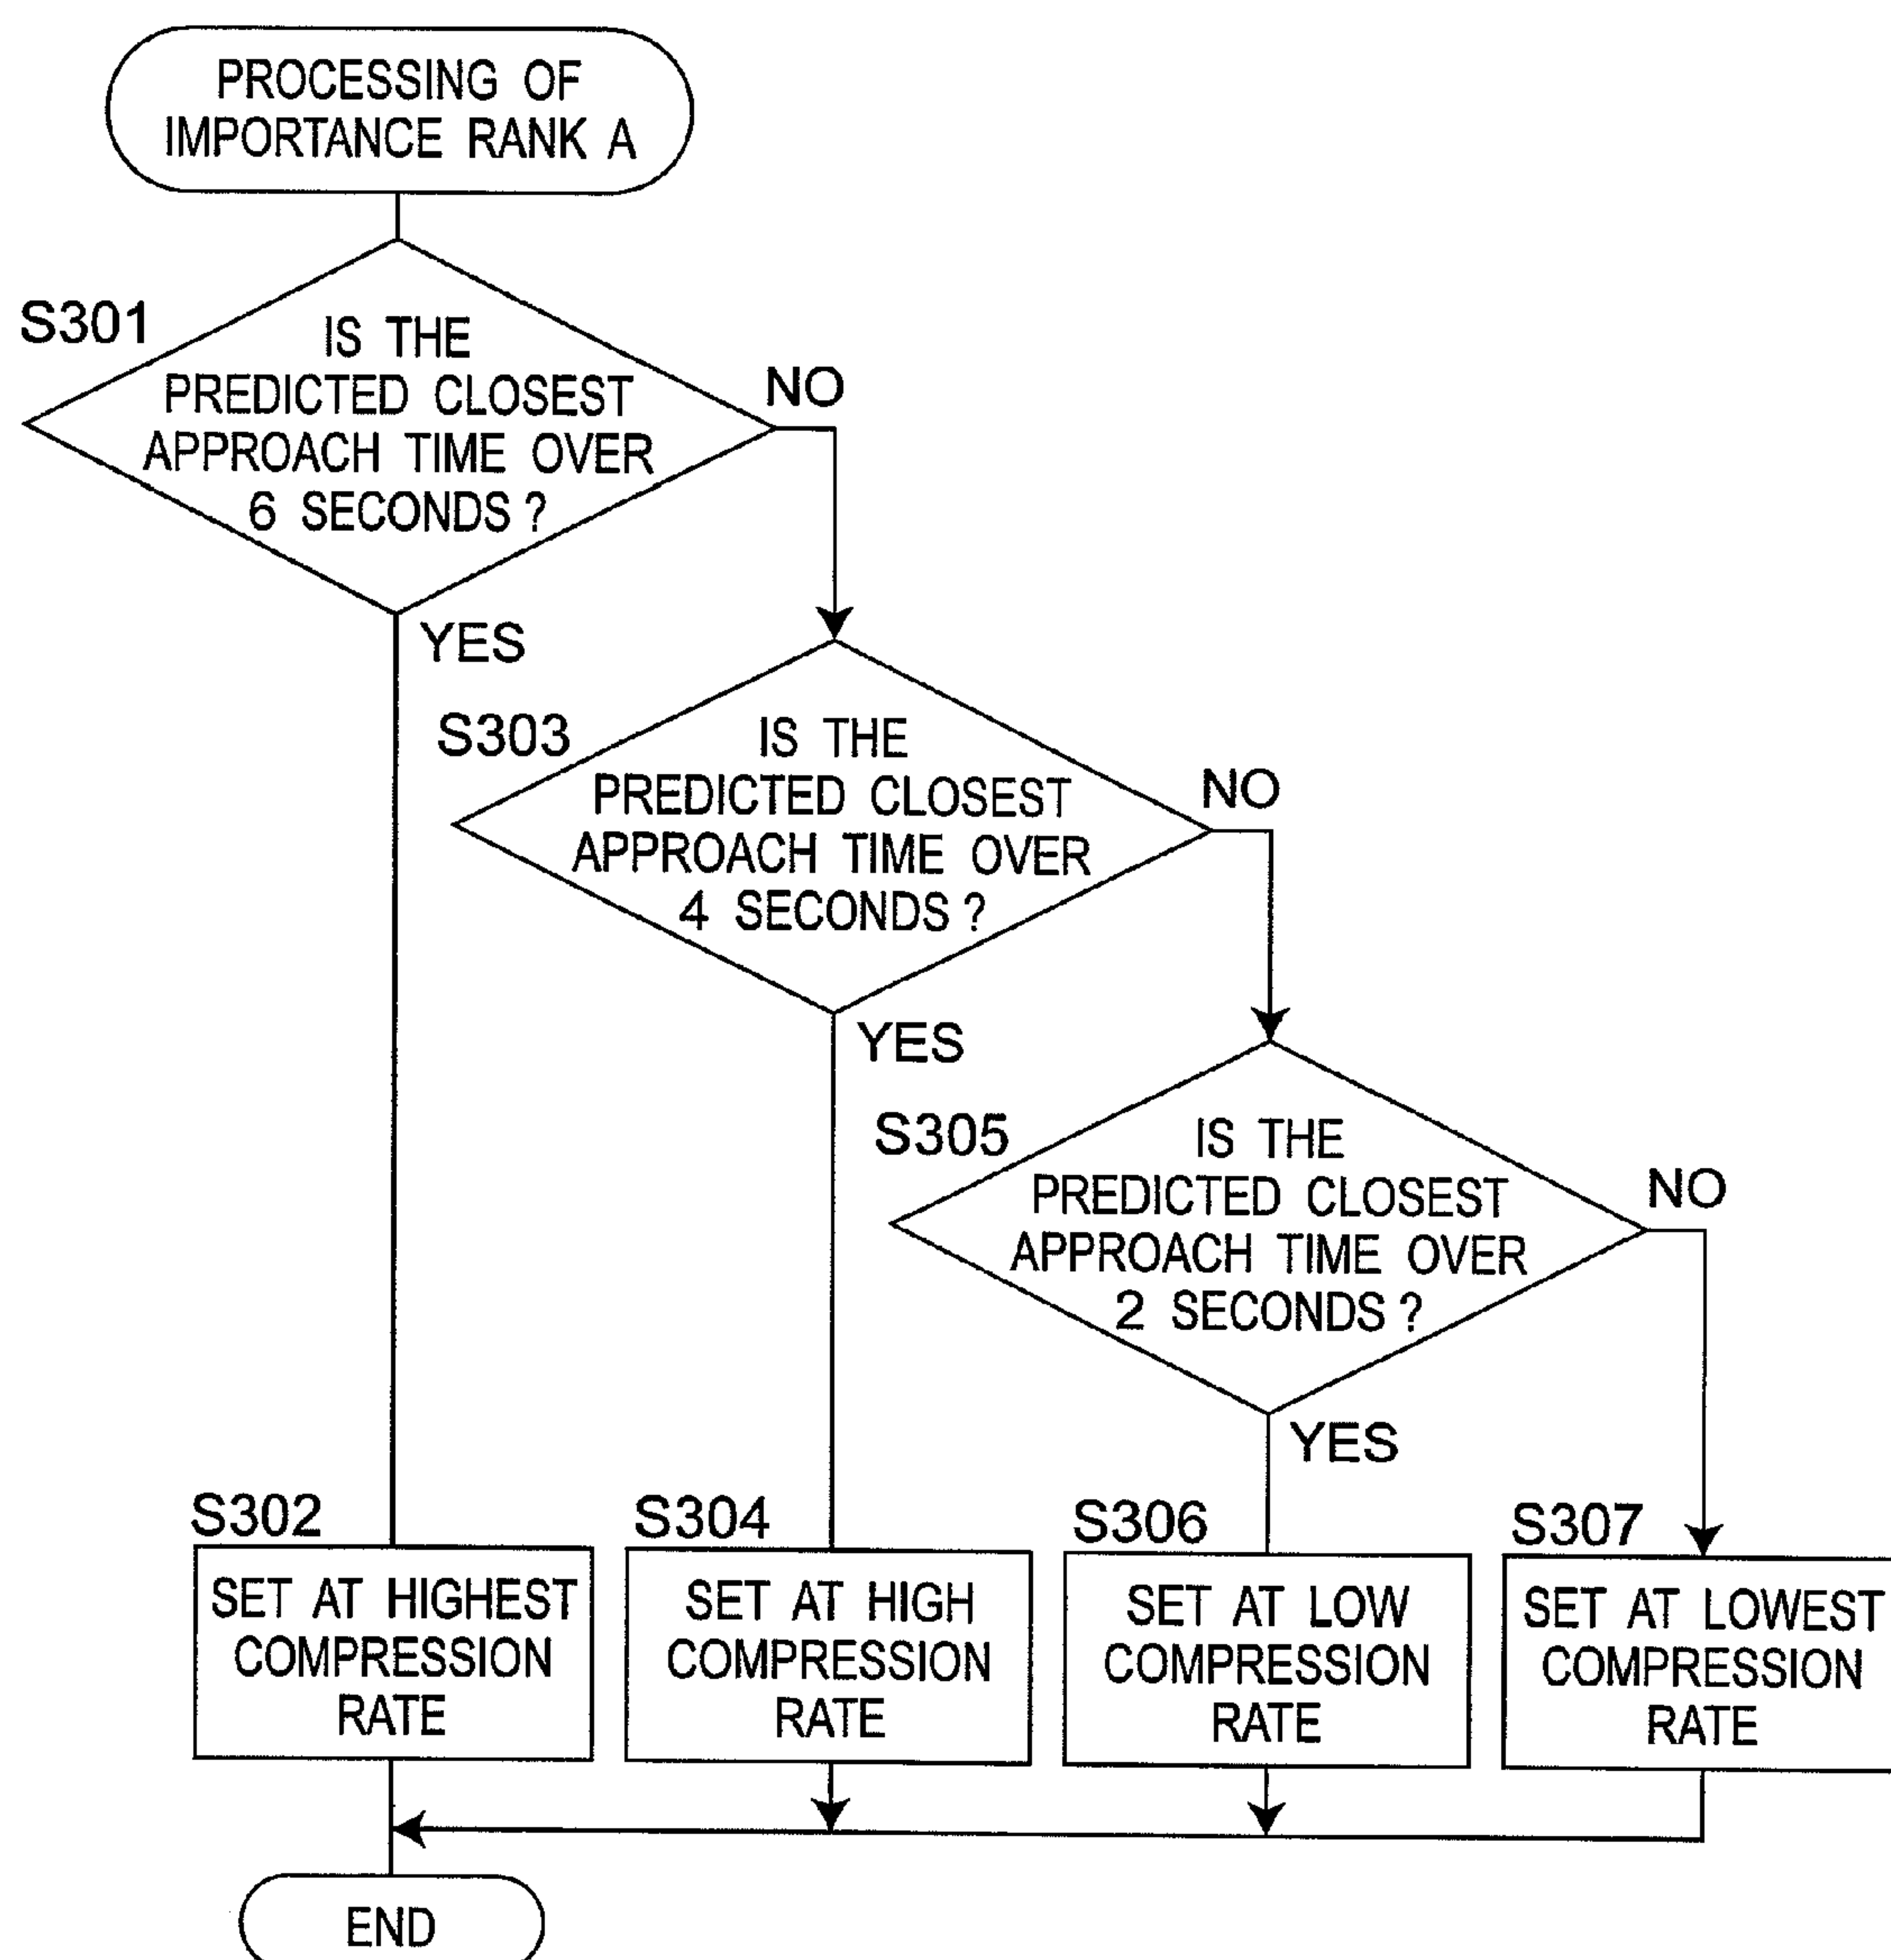 PROCESSING OF
IMPORTANCE RANK A
S301
IS THE
PREDICTED CLOSEST
APPROACH TIME OVER
6 SECONDS ?
NO
YES
S303
IS THE
PREDICTED CLOSEST
APPROACH TIME OVER
4 SECONDS ?
NO
YES
S305
IS THE
PREDICTED CLOSEST
APPROACH TIME OVER
2 SECONDS ?
NO
YES
S302
SET AT HIGHEST
COMPRESSION
RATE
S304
SET AT HIGH
COMPRESSION
RATE
S306
SET AT LOW
COMPRESSION
RATE
S307
SET AT LOWEST
COMPRESSION
RATE
END